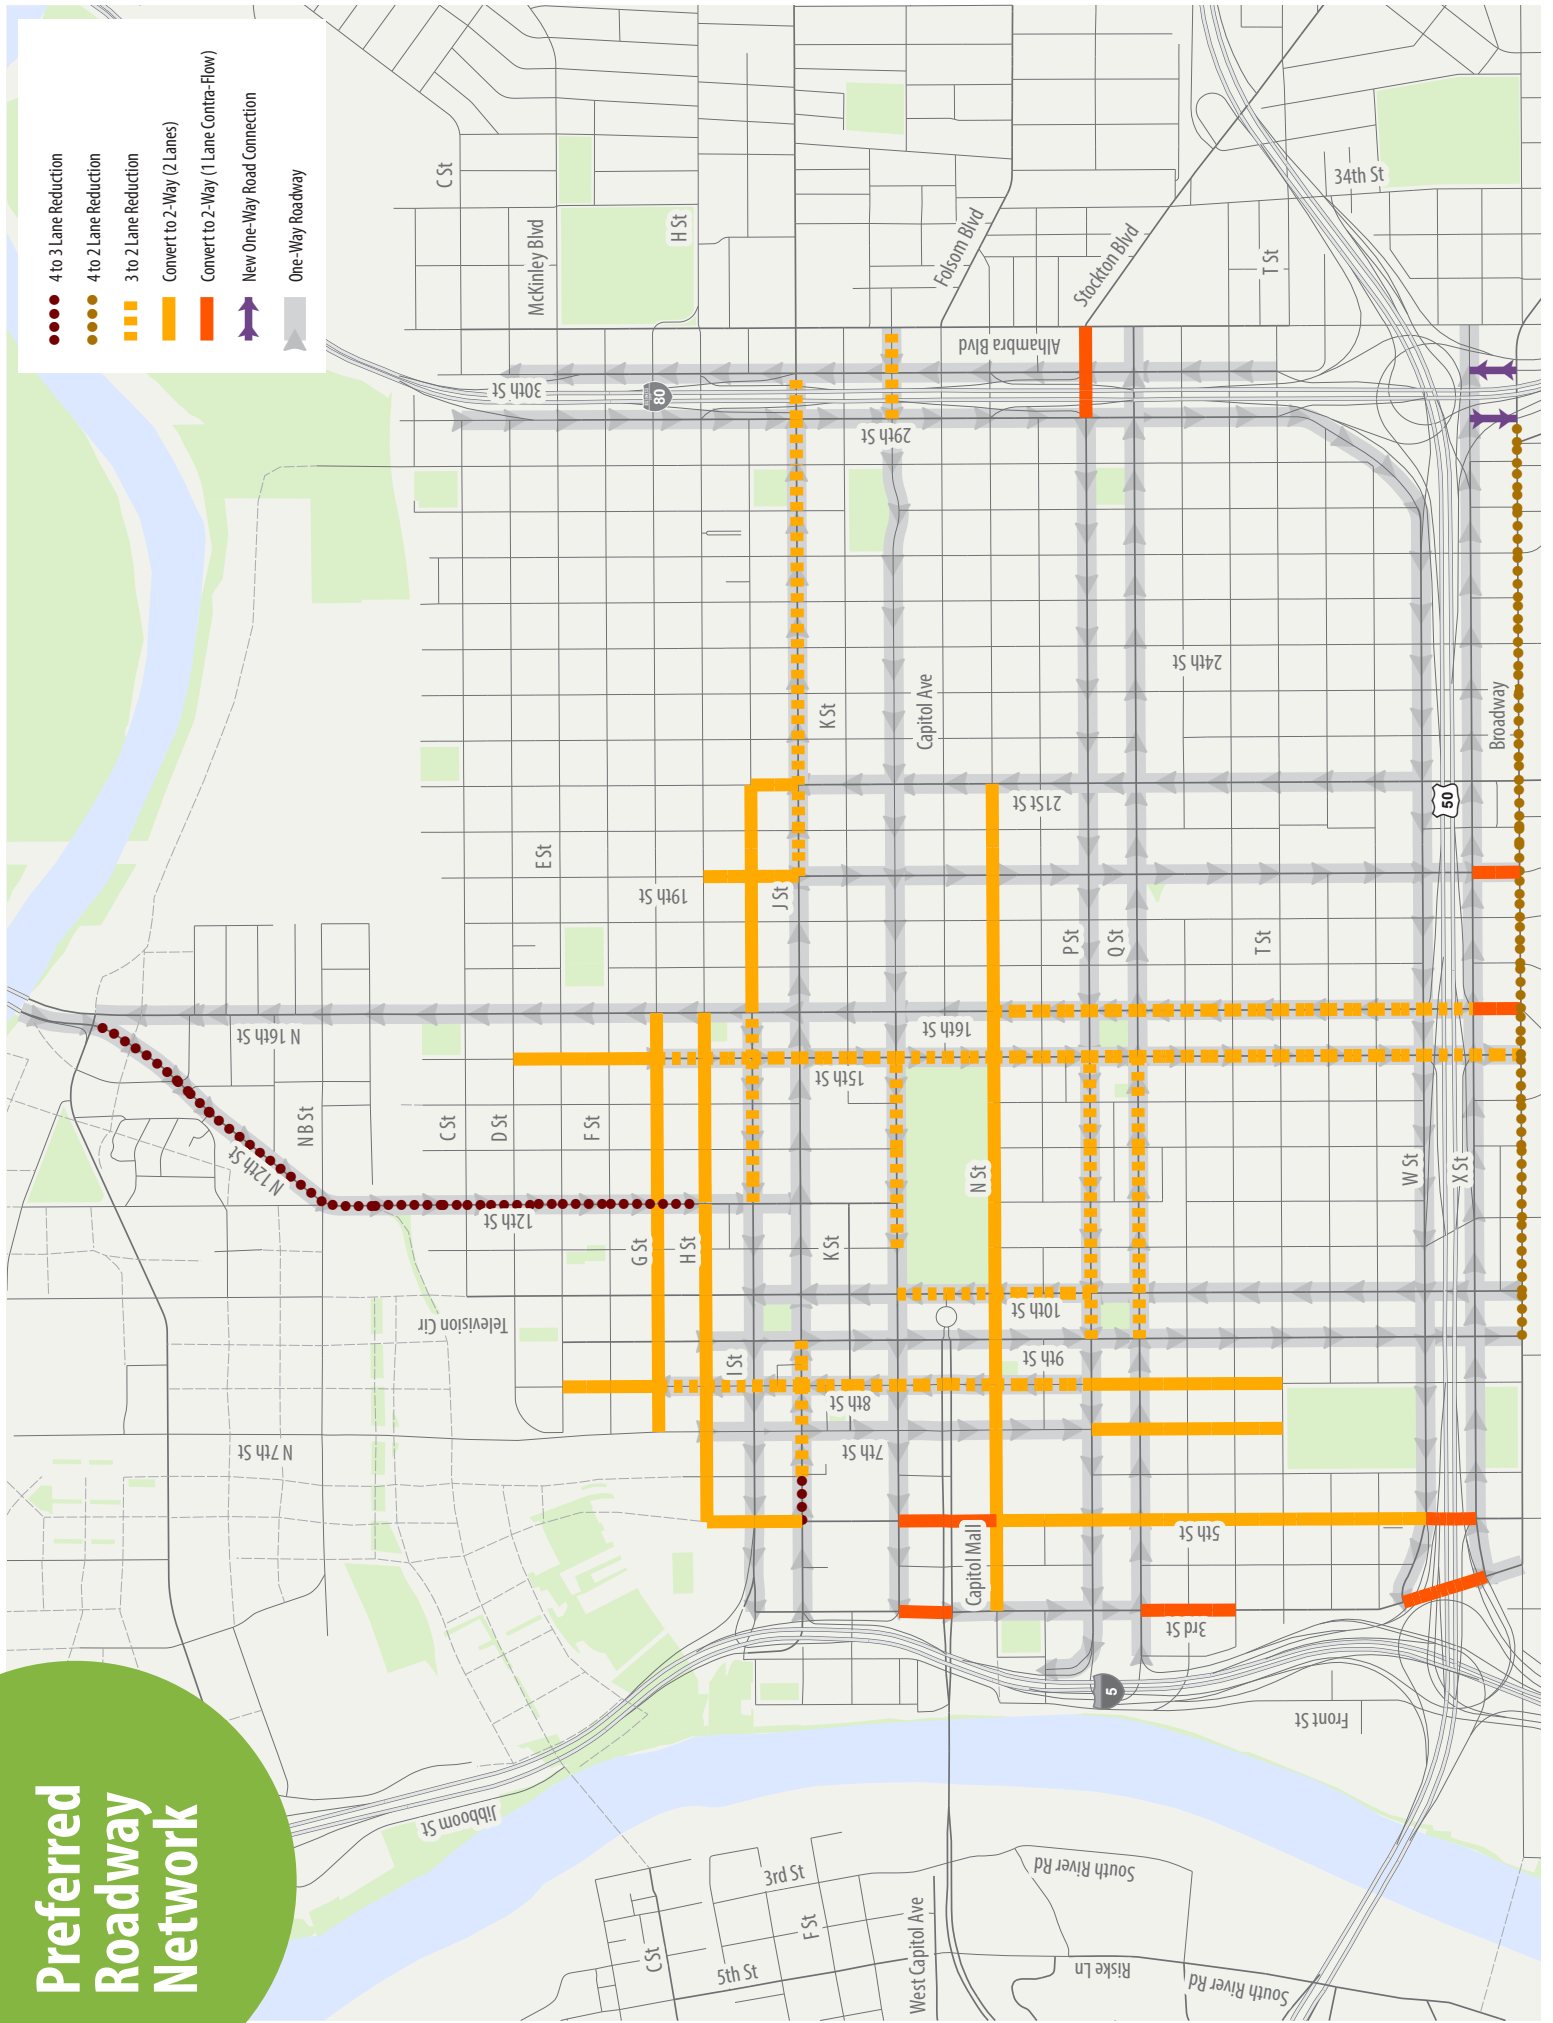 Preferred
Roadway
Network
4 to 3 Lane Reduction
4 to 2 Lane Reduction
3 to 2 Lane Reduction
Convert to 2-Way (2 Lanes)
Convert to 2-Way (1 Lane Contra-Flow)
New One-Way Road Connection
One-Way Roadway
C St
McKinley Blvd
H St
Folsom Blvd
Stockton Blvd
T St
34th St
Alhambra Blvd
30th St
80
29th St
24th St
K St
Capitol Ave
Broadway
50
21St St
E St
19th St
J St
P St
Q St
T St
N 16th St
16th St
15th St
N B St
C St
D St
F St
N 12th St
12th St
G St
H St
K St
N St
W St
X St
10th St
Television Cir
I St
9th St
8th St
7th St
N 7th St
Capitol Mall
5th St
3rd St
5
Front St
Jibboom St
3rd St
F St
C St
5th St
West Capitol Ave
South River Rd
Riske Ln
South River Rd